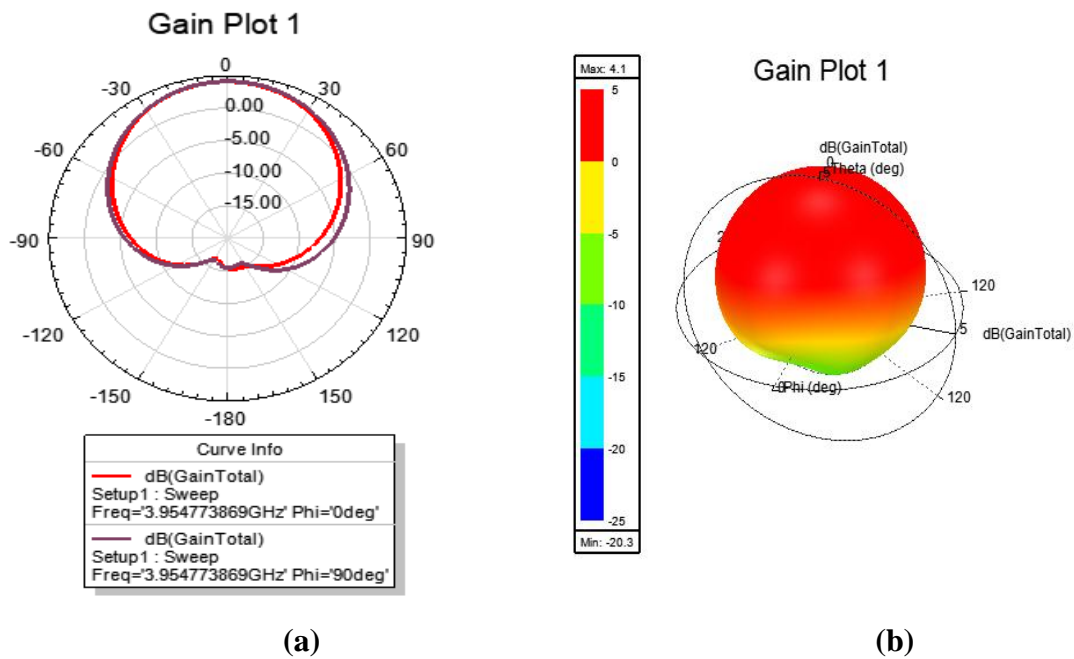 Gain Plot 1
0
-30
30
-60
60
-90
90
-120
120
-150
150
-180
0.00
-5.00
-10.00
-15.00
Curve Info
dB(GainTotal)
Setup1 : Sweep
Freq='3.954773869GHz' Phi='0deg'
dB(GainTotal)
Setup1 : Sweep
Freq='3.954773869GHz' Phi='90deg'
(a)
Max: 4.1
5
0
-5
-10
-15
-20
-25
Min: -20.3
Gain Plot 1
dB(GainTotal)
0
Theta (deg)
120
5
dB(GainTotal)
120
Phi (deg)
120
(b)